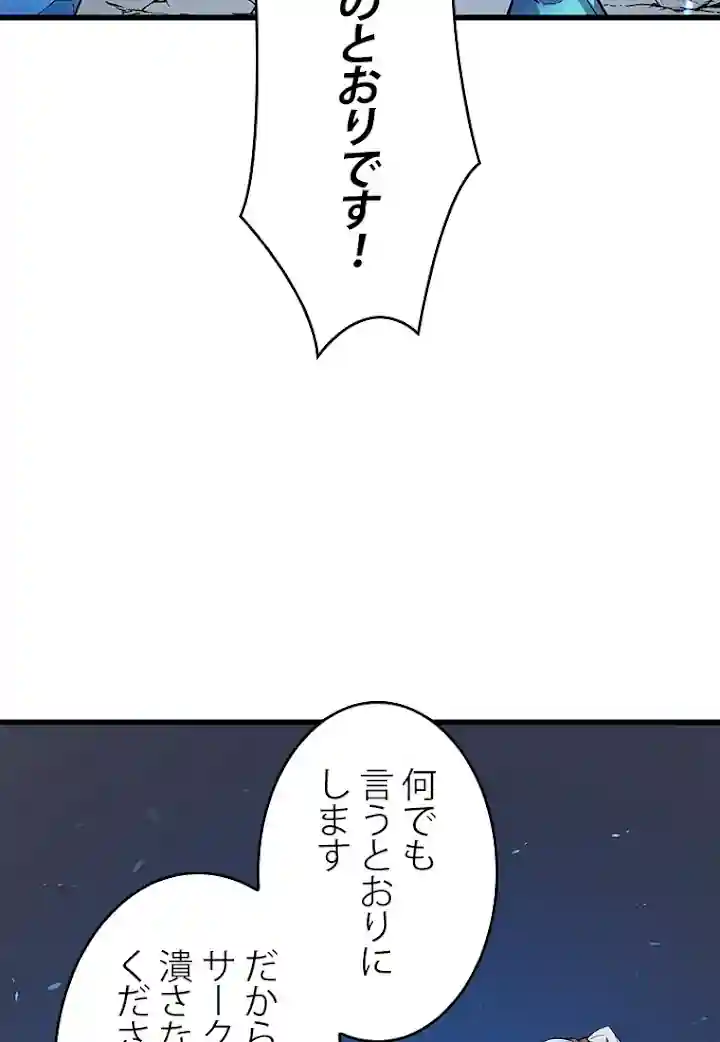 のとおりです！
何でも
言うとおりに
します
だから
サーク
潰さな
くださ